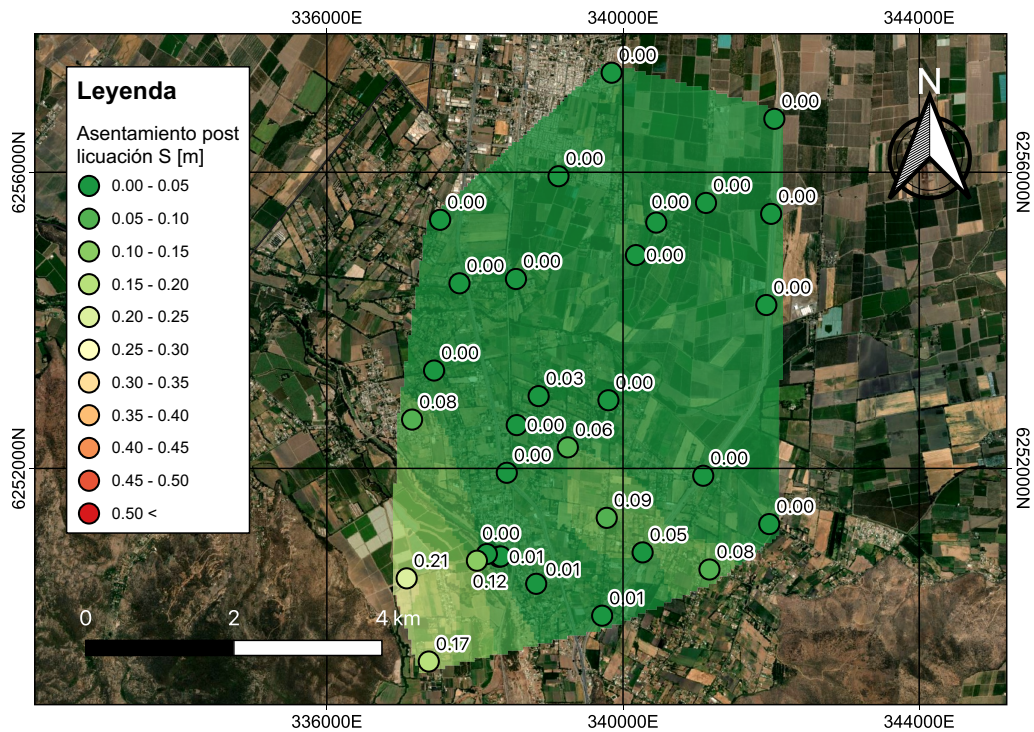 336000E
340000E
344000E
6256000N
6252000N
6256000N
6252000N
N
Leyenda
Asentamiento post
licuación S [m]
0.00 - 0.05
0.05 - 0.10
0.10 - 0.15
0.15 - 0.20
0.20 - 0.25
0.25 - 0.30
0.30 - 0.35
0.35 - 0.40
0.40 - 0.45
0.45 - 0.50
0.50 <
0.00
0.00
0.00
0.00
0.00
0.00
0.00
0.00
0.00
0.00
0.00
0.00
0.03
0.00
0.08
0.00
0.06
0.00
0.00
0.09
0.00
0.00
0.01
0.05
0.08
0.21
0.12
0.01
0.01
0.17
0
2
4 km
336000E
340000E
344000E